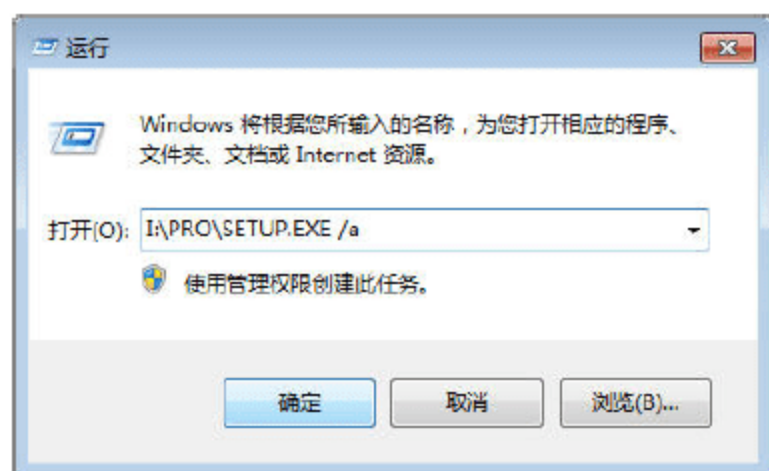 运行
Windows 将根据您所输入的名称，为您打开相应的程序、
文件夹、文档或 Internet 资源。
打开(O): I:\PRO\SETUP.EXE /a
使用管理权限创建此任务。
确定 取消 浏览(B)...